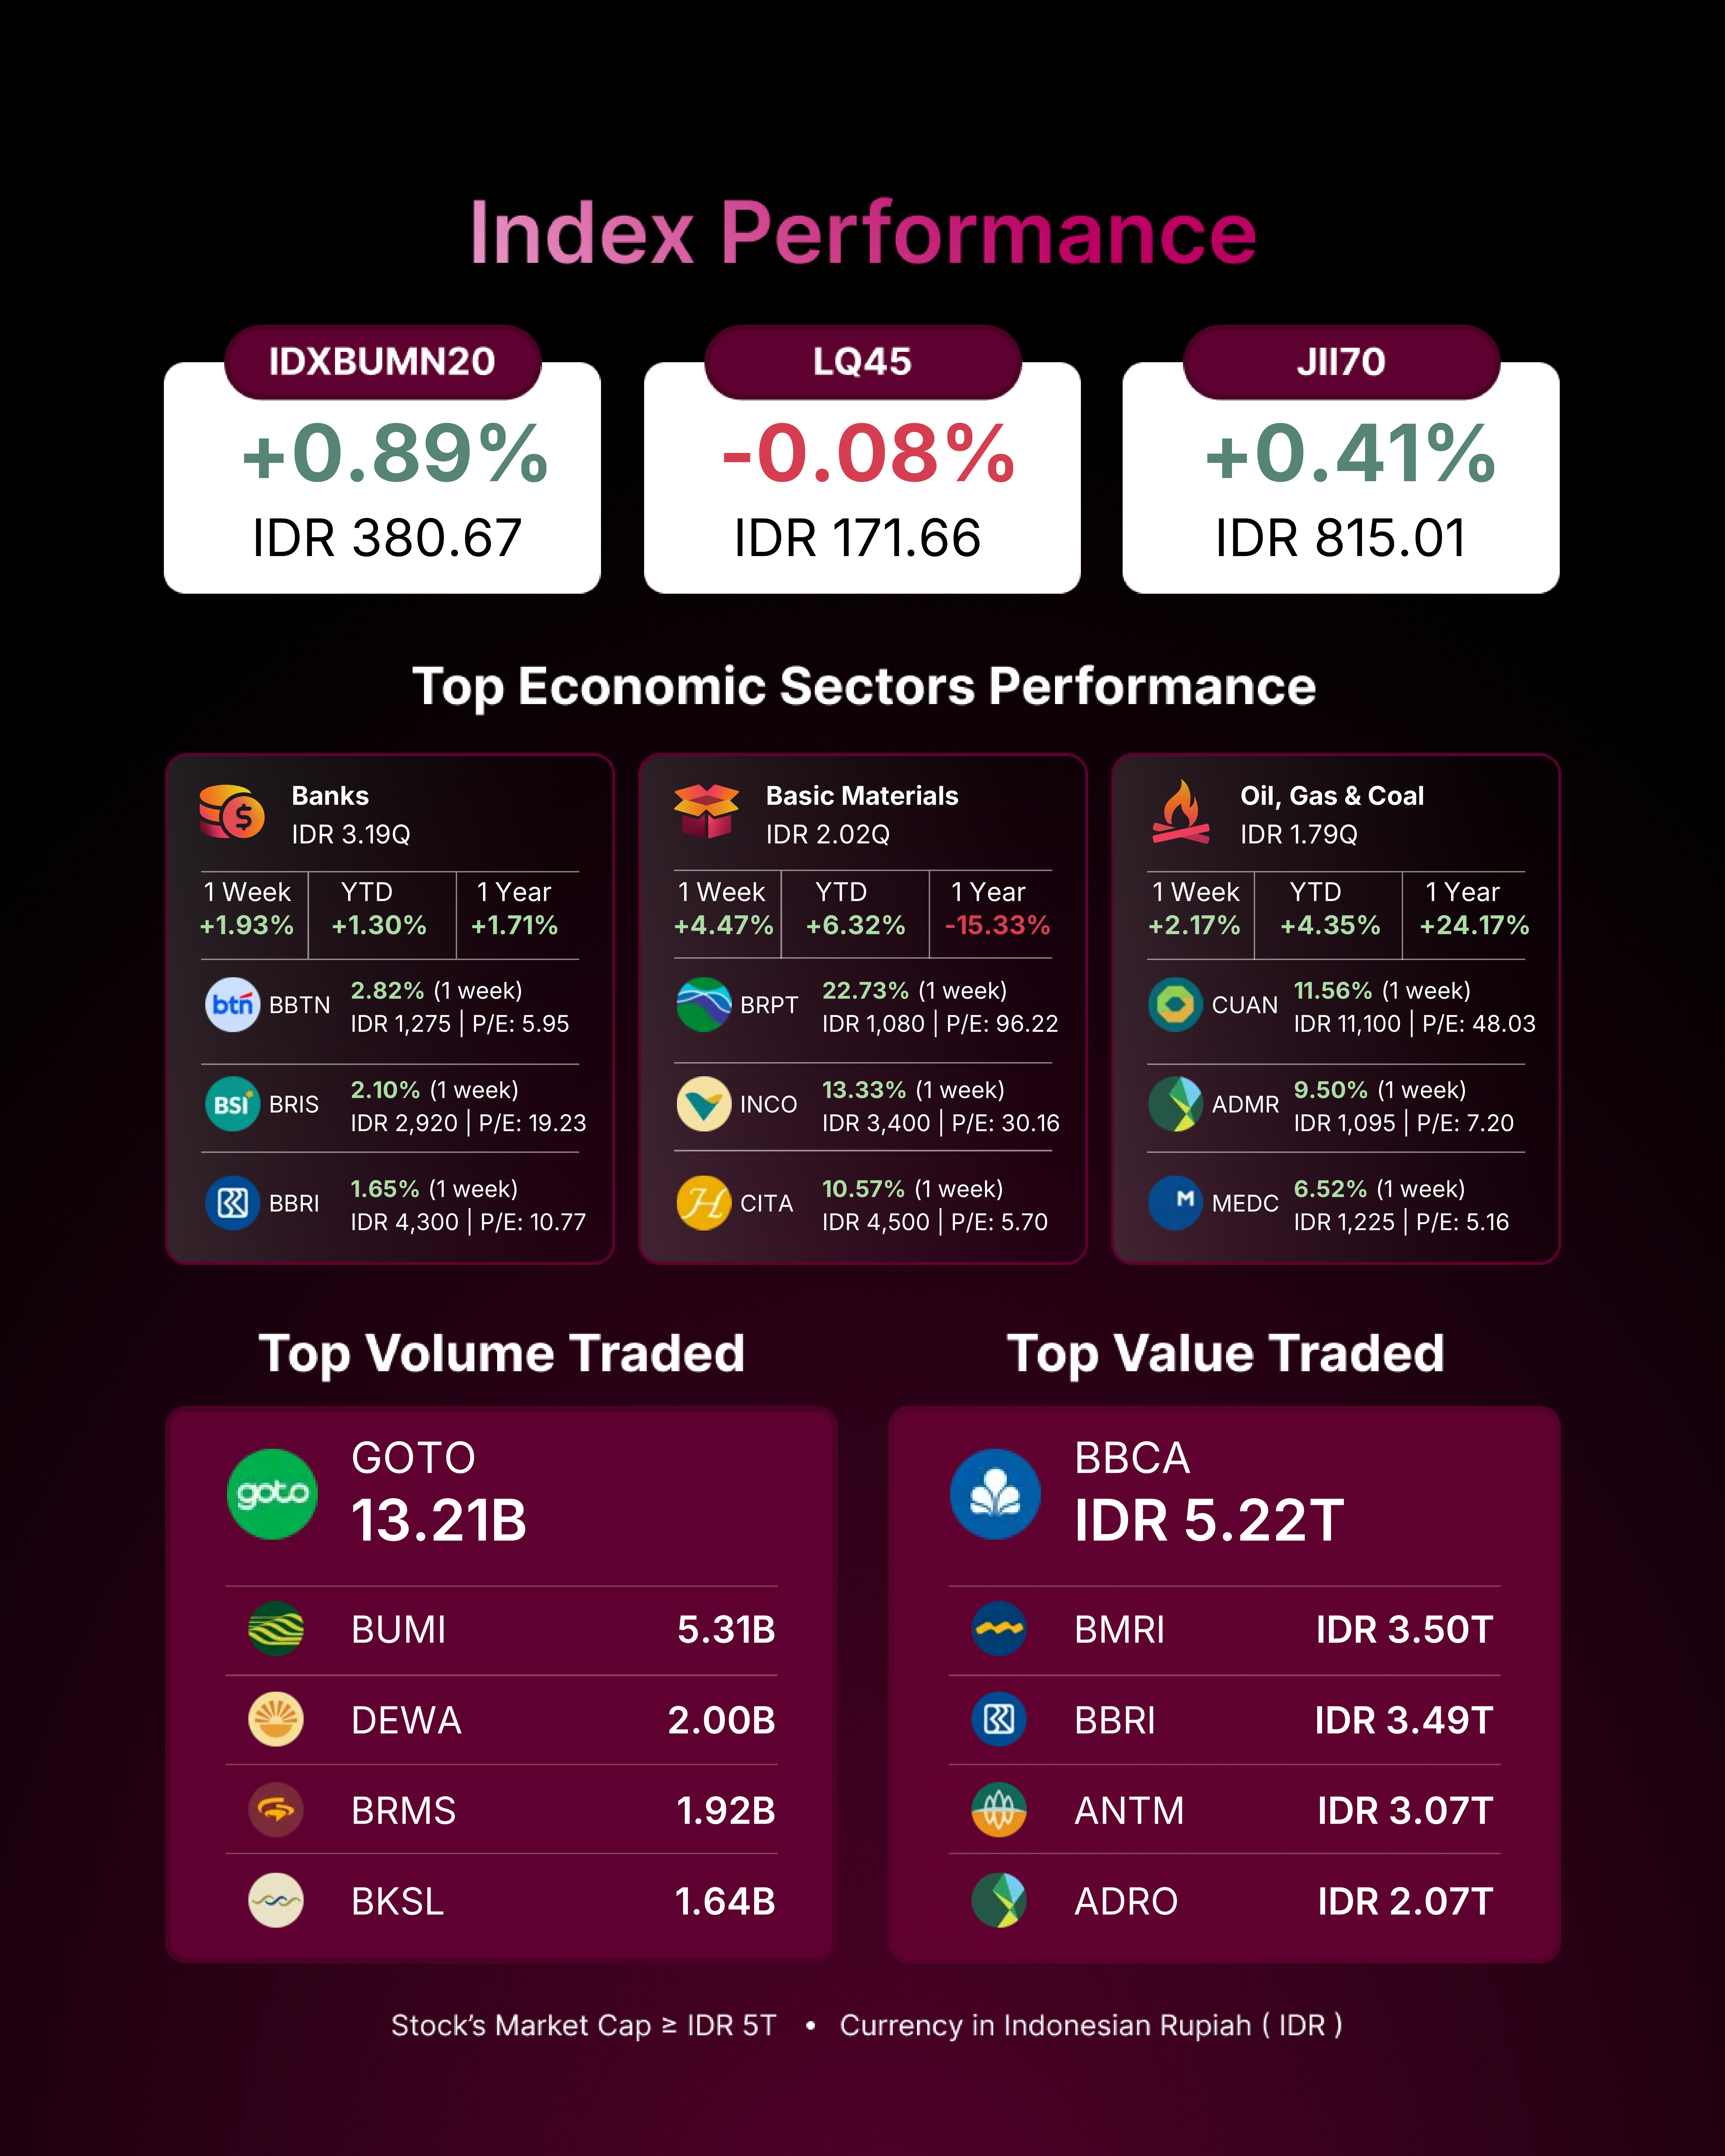 Index Performance
IDXBUMN20
+0.89%
IDR 380.67
LQ45
-0.08%
IDR 171.66
JII70
+0.41%
IDR 815.01
Top Economic Sectors Performance
Banks
IDR 3.19Q
1 Week YTD 1 Year
+1.93% +1.30% +1.71%
btn BBTN
2.82% (1 week)
IDR 1,275 | P/E: 5.95
BSI BRIS
2.10% (1 week)
IDR 2,920 | P/E: 19.23
BBRI
1.65% (1 week)
IDR 4,300 | P/E: 10.77
Basic Materials
IDR 2.02Q
1 Week YTD 1 Year
+4.47% +6.32% -15.33%
BRPT
22.73% (1 week)
IDR 1,080 | P/E: 96.22
INCO
13.33% (1 week)
IDR 3,400 | P/E: 30.16
H CITA
10.57% (1 week)
IDR 4,500 | P/E: 5.70
Oil, Gas & Coal
IDR 1.79Q
1 Week YTD 1 Year
+2.17% +4.35% +24.17%
CUAN
11.56% (1 week)
IDR 11,100 | P/E: 48.03
ADMR
9.50% (1 week)
IDR 1,095 | P/E: 7.20
M MEDC
6.52% (1 week)
IDR 1,225 | P/E: 5.16
Top Volume Traded
goto
GOTO
13.21B
BUMI 5.31B
DEWA 2.00B
BRMS 1.92B
BKSL 1.64B
Top Value Traded
BBCA
IDR 5.22T
BMRI IDR 3.50T
BBRI IDR 3.49T
ANTM IDR 3.07T
ADRO IDR 2.07T
Stock's Market Cap ≥ IDR 5T • Currency in Indonesian Rupiah ( IDR )